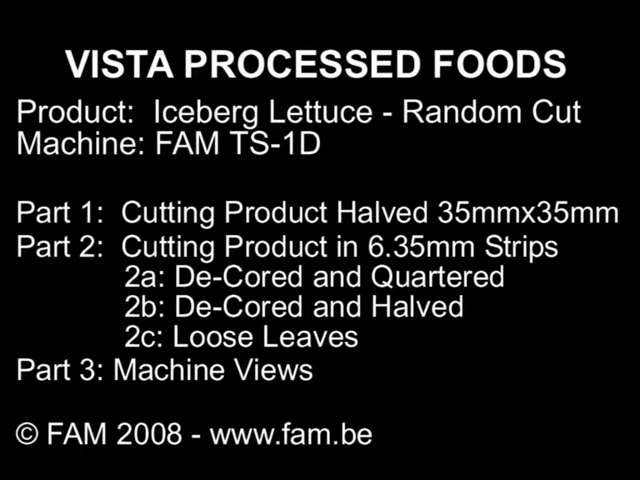 VISTA PROCESSED FOODS
Product: Iceberg Lettuce - Random Cut
Machine: FAM TS-1D
Part 1: Cutting Product Halved 35mmx35mm
Part 2: Cutting Product in 6.35mm Strips
2a: De-Cored and Quartered
2b: De-Cored and Halved
2c: Loose Leaves
Part 3: Machine Views
© FAM 2008 - www.fam.be